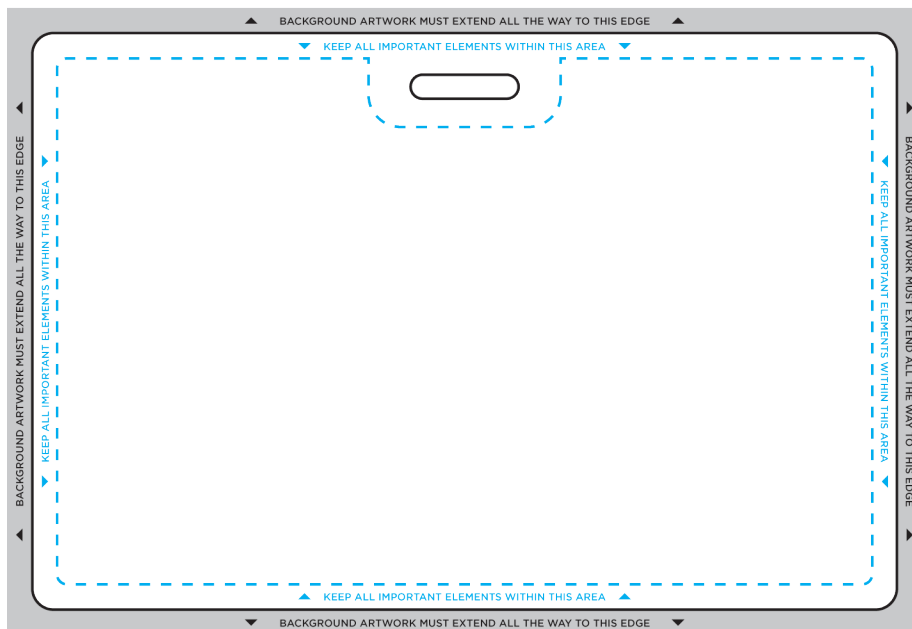 BACKGROUND ARTWORK MUST EXTEND ALL THE WAY TO THIS EDGE
KEEP ALL IMPORTANT ELEMENTS WITHIN THIS AREA
BACKGROUND ARTWORK MUST EXTEND ALL THE WAY TO THIS EDGE
KEEP ALL IMPORTANT ELEMENTS WITHIN THIS AREA
KEEP ALL IMPORTANT ELEMENTS WITHIN THIS AREA
BACKGROUND ARTWORK MUST EXTEND ALL THE WAY TO THIS EDGE
KEEP ALL IMPORTANT ELEMENTS WITHIN THIS AREA
BACKGROUND ARTWORK MUST EXTEND ALL THE WAY TO THIS EDGE